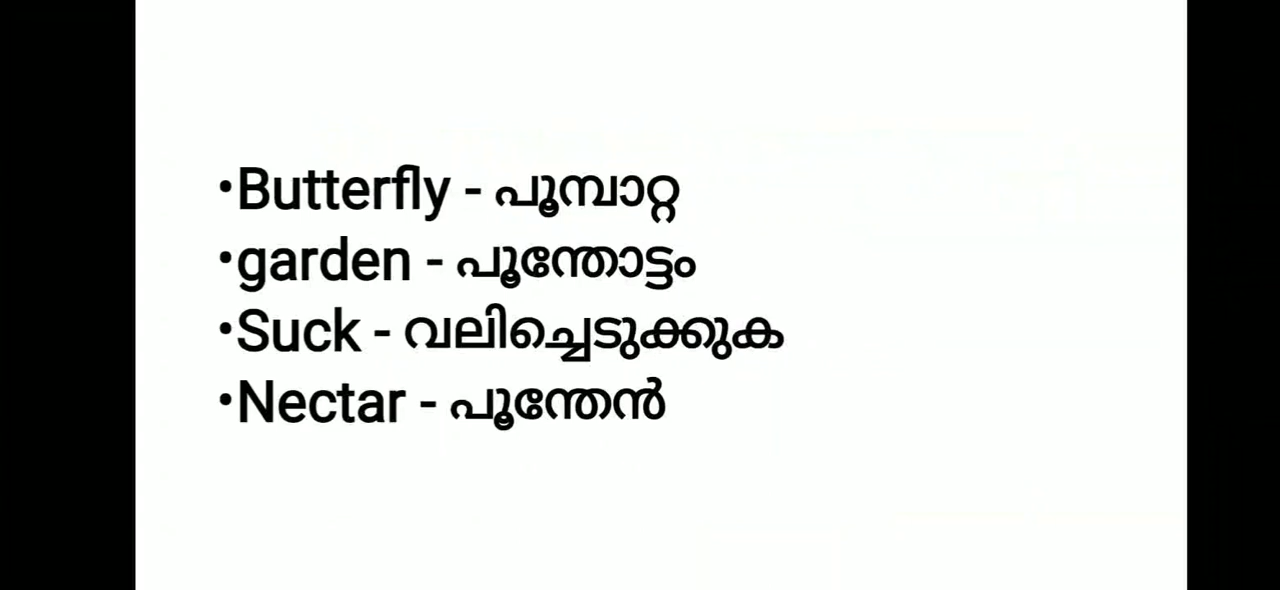 •Butterfly - പൂമ്പാറ്റ
•garden - പൂന്തോട്ടം
•Suck - വലിച്ചെടുക്കുക
•Nectar - പൂന്തേൻ